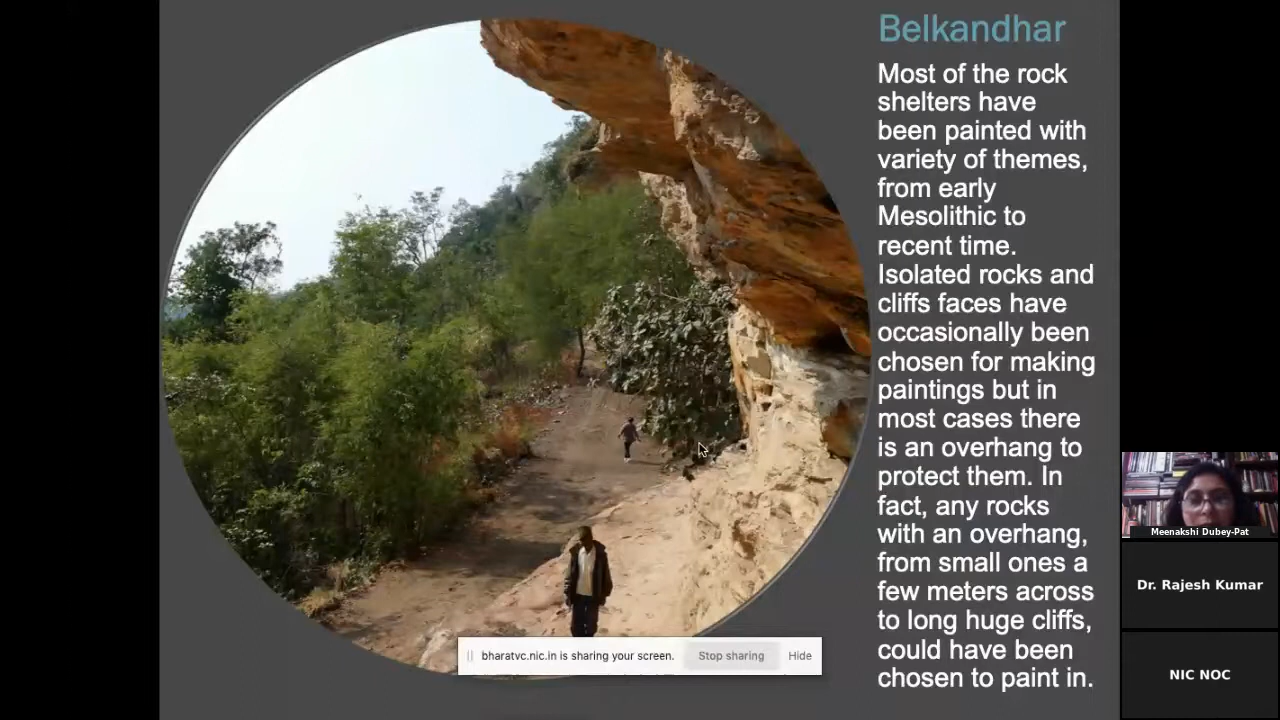 Belkandhar
Most of the rock
shelters have
been painted with
variety of themes,
from early
Mesolithic to
recent time.
Isolated rocks and
cliffs faces have
occasionally been
chosen for making
paintings but in
most cases there
is an overhang to
protect them. In
fact, any rocks
with an overhang,
from small ones a
few meters across
to long huge cliffs,
could have been
chosen to paint in.
bharatvc.nic.in is sharing your screen. Stop sharing Hide
Meenakshi Dubey-Pat
Dr. Rajesh Kumar
NIC NOC